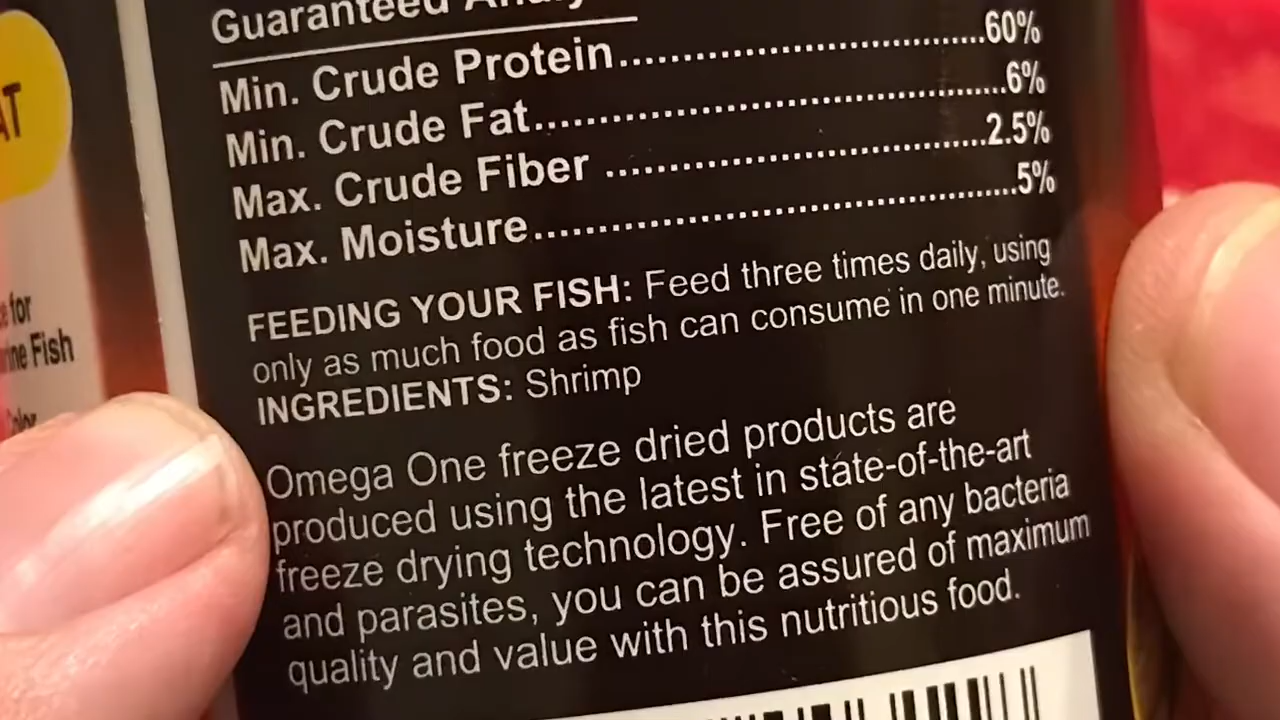 Guaranteed
Min. Crude Protein..............................60%
Min. Crude Fat......................................6%
Max. Crude Fiber ..............................2.5%
Max. Moisture.......................................5%
FEEDING YOUR FISH: Feed three times daily, using
only as much food as fish can consume in one minute.
INGREDIENTS: Shrimp
Omega One freeze dried products are
produced using the latest in state-of-the-art
freeze drying technology. Free of any bacteria
and parasites, you can be assured of maximum
quality and value with this nutritious food.
for
Fish